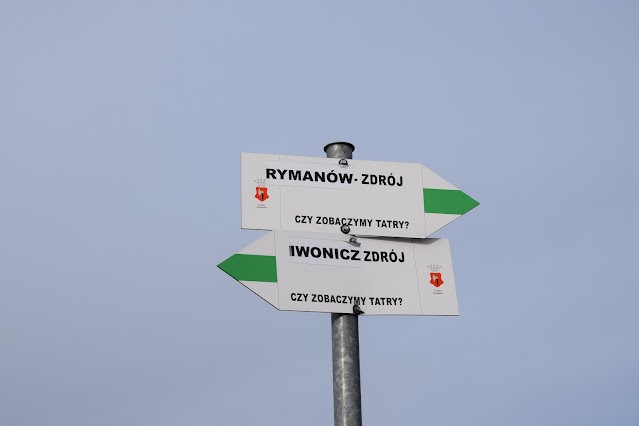 RYMANÓW- ZDRÓJ
CZY ZOBACZYMY TATRY?
IWONICZ ZDRÓJ
CZY ZOBACZYMY TATRY?